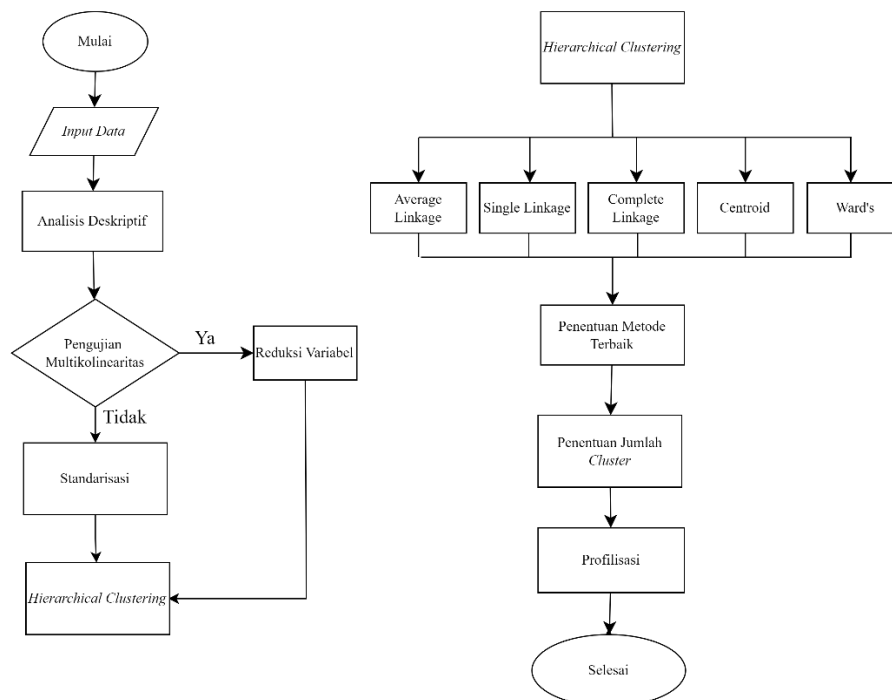 Mulai
Input Data
Analisis Deskriptif
Pengujian
Multikolinearitas
Ya
Reduksi Variabel
Tidak
Standarisasi
Hierarchical Clustering
Hierarchical Clustering
Average
Linkage
Single Linkage
Complete
Linkage
Centroid
Ward's
Penentuan Metode
Terbaik
Penentuan Jumlah
Cluster
Profilisasi
Selesai